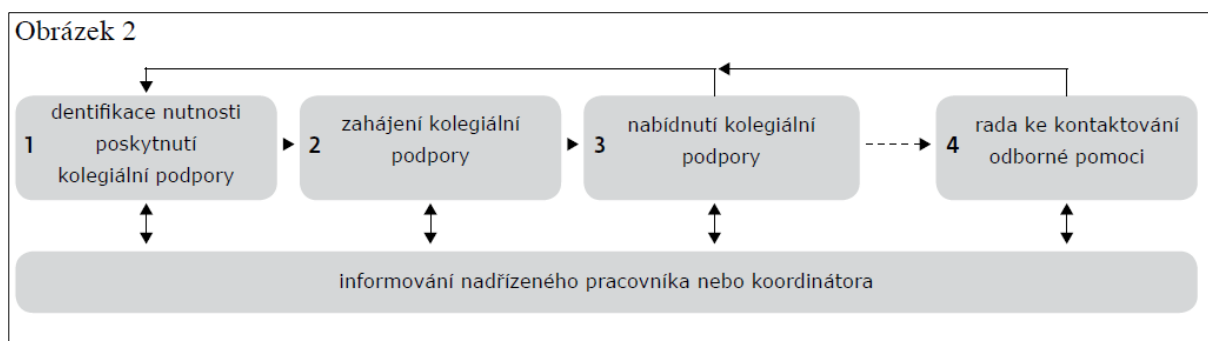 Obrázek 2
1
dentifikace nutnosti
poskytnutí
kolegiální podpory
2
zahájení kolegiální
podpory
3
nabídnutí kolegiální
podpory
4
rada ke kontaktování
odborné pomoci
informování nadřízeného pracovníka nebo koordinátora